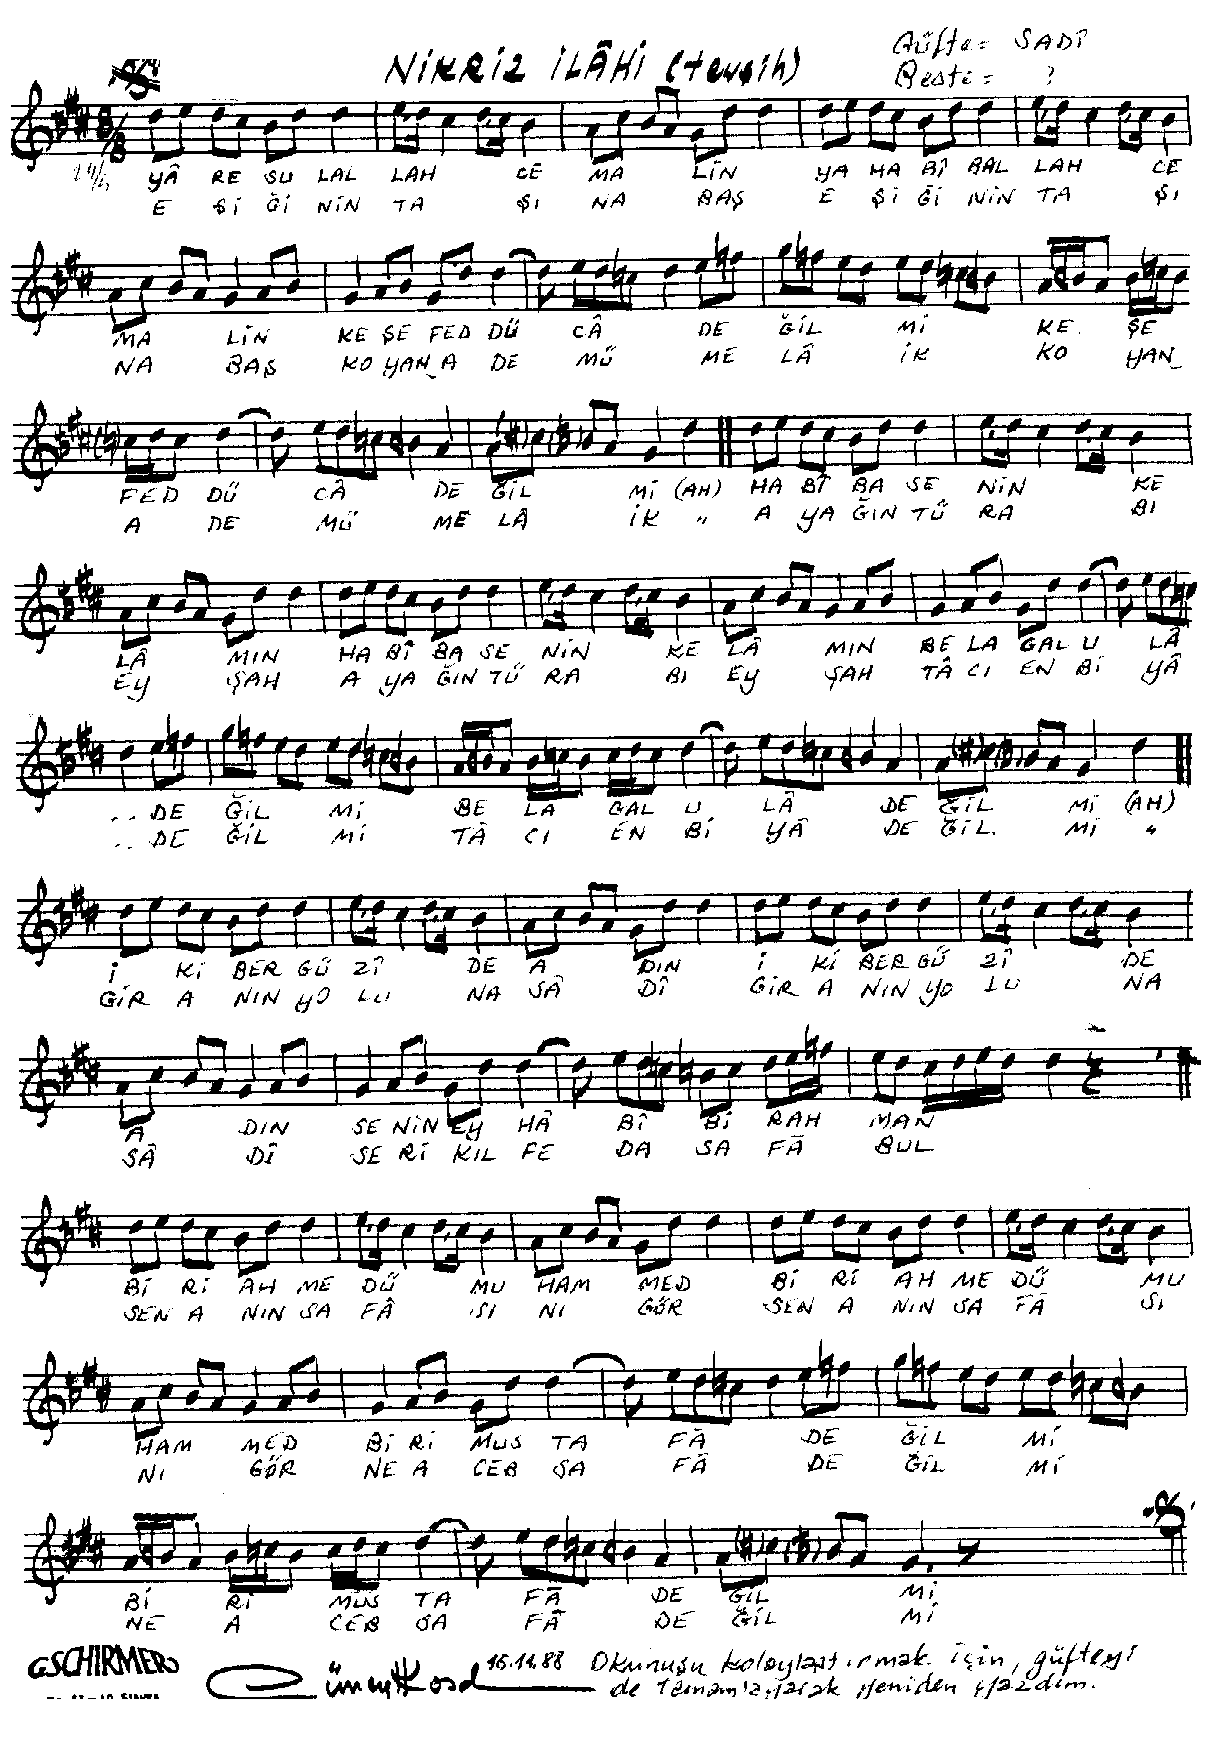 NİKRİZ İLÂHİ (tevşih)
Güfte = SADÎ
Beste = ?
YÂ RE SU LAL LAH CE MA LİN YA HA BÎ BAL LAH CE
E Şİ Ğİ NİN TA ŞI NA BAŞ E Şİ Ğİ NİN TA ŞI
MA LİN KE ŞE FED DÜ CÂ DE ĞİL Mİ KE ŞE
NA BAŞ KO YAN A DE MÜ ME LÂ İK KO YAN
FED DÜ CÂ DE ĞİL Mİ (AH) HA BÎ BA SE NİN KE
A DE MÜ ME LÂ İK " A YA ĞIN TÜ RA BI
LÂ MIN HA BÎ BA SE NİN KE LÂ MIN BE LA GAL U LÂ
EY ŞAH A YA ĞIN TÜ RA BI EY ŞAH TÂ CI EN Bİ YÂ
.. DE ĞİL Mİ BE LA GAL U LÂ DE ĞİL Mİ (AH)
.. DE ĞİL Mİ TÂ CI EN Bİ YÂ DE ĞİL Mİ "
İ Kİ BER GÜ ZÎ DE A DIN İ Kİ BER GÜ ZÎ DE
GİR A NIN YO LU NA SÂ DÎ GİR A NIN YO LU NA
A DIN SE NİN EY HÂ BÎ Bİ RAH MAN
SÂ DÎ SE Rİ KIL FE DA SA FÂ BUL
Bİ Rİ AH ME DÜ MU HAM MED Bİ Rİ AH ME DÜ MU
SEN A NIN SA FÂ SI NI GÖR SEN A NIN SA FÂ SI
HAM MED Bİ Rİ MUS TA FÂ DE ĞİL Mİ
NI GÖR NE A CEB SA FÂ DE ĞİL Mİ
Bİ Rİ MUS TA FÂ DE ĞİL Mİ
NE A CEB SA FÂ DE ĞİL Mİ
G SCHIRMER
16.11.88 Okunuşu kolaylaştırmak için, güfteyi
de tamamlayarak yeniden yazdım.